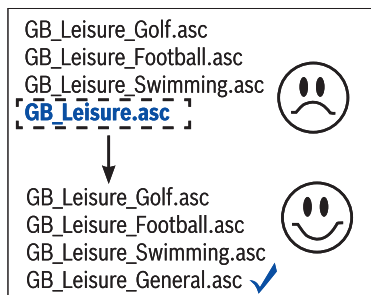 GB_Leisure_Golf.asc
GB_Leisure_Football.asc
GB_Leisure_Swimming.asc
GB_Leisure.asc
GB_Leisure_Golf.asc
GB_Leisure_Football.asc
GB_Leisure_Swimming.asc
GB_Leisure_General.asc